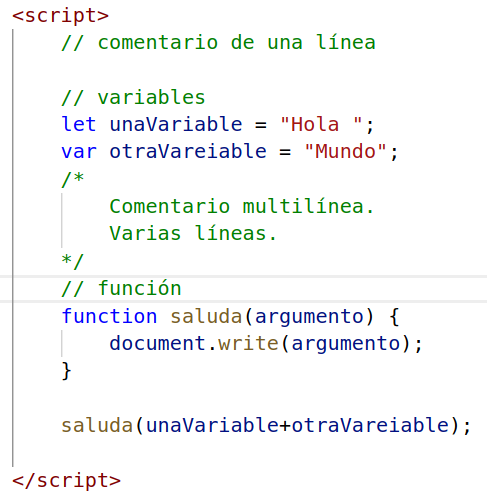 <script>
// comentario de una línea
// variables
let unaVariable = "Hola ";
var otraVareiable = "Mundo";
/*
Comentario multilínea.
Varias líneas.
*/
// función
function saluda(argumento) {
document.write(argumento);
}
saluda(unaVariable+otraVareiable);
</script>